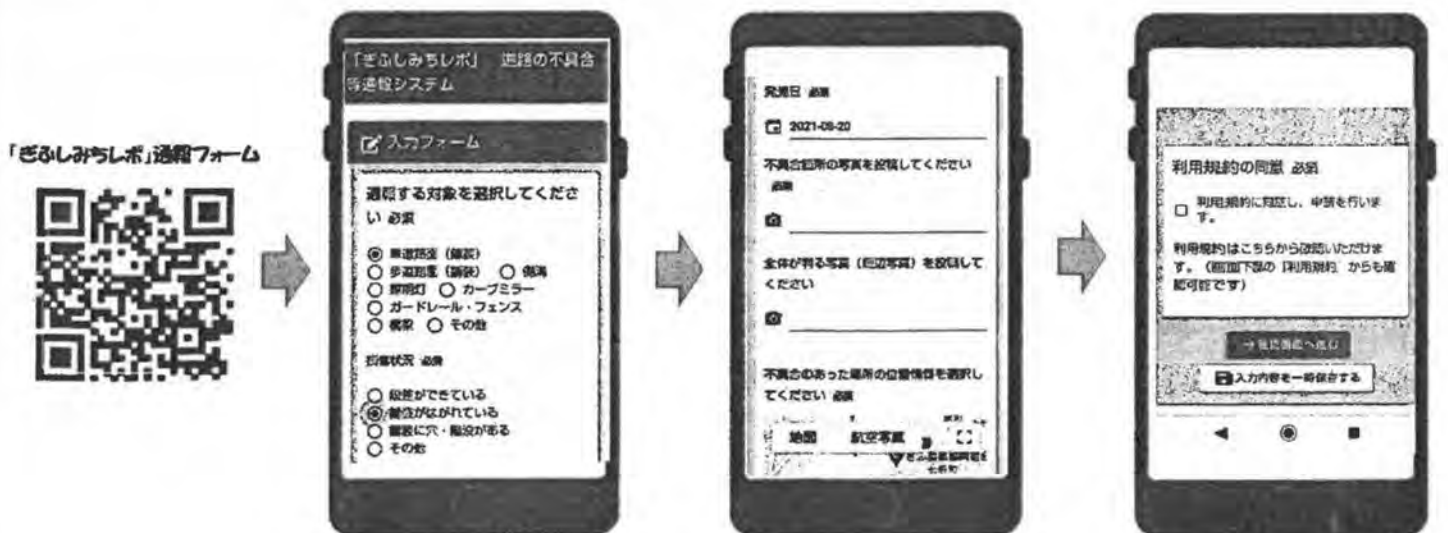 「ぎふしみちレポ」通報フォーム
「ぎふしみちレポ」　道路の不具合
等通報システム
入力フォーム
通報する対象を選択してくださ
い 必須
車道路面（舗装）
歩道路面（舗装） 側溝
照明灯 カーブミラー
ガードレール・フェンス
橋梁 その他
損傷状況 必須
段差ができている
舗装がはがれている
舗装に穴・陥没がある
その他
発見日 必須
不具合箇所の写真を投稿してください
必須
全体が判る写真（周辺写真）を投稿して
ください
不具合のあった場所の位置情報を選択し
てください 必須
地図 航空写真
利用規約の同意 必須
利用規約に同意し、申請を行いま
す。
利用規約はこちらから確認いただけま
す。（画面下部の「利用規約」からも確
認可能です）
→確認画面へ進む
入力内容を一時保存する